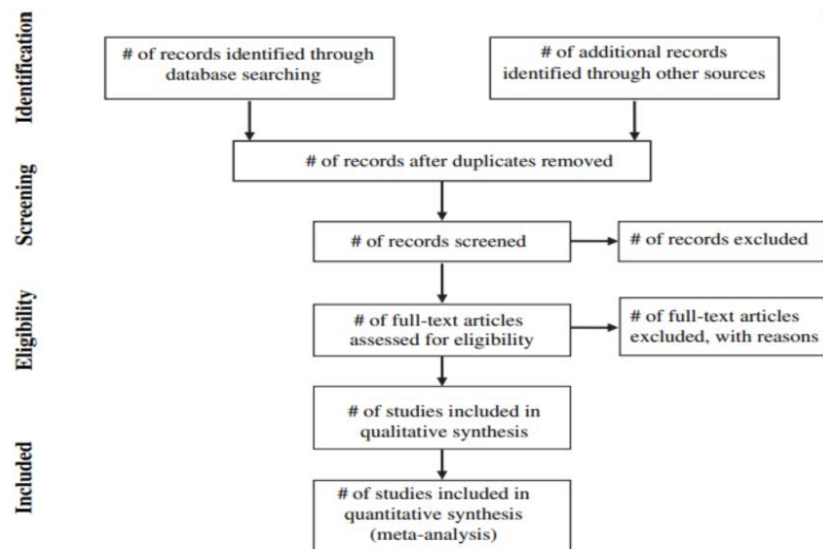 Identification
# of records identified through
database searching
# of additional records
identified through other sources
# of records after duplicates removed
Screening
# of records screened
# of records excluded
Eligibility
# of full-text articles
assessed for eligibility
# of full-text articles
excluded, with reasons
# of studies included in
qualitative synthesis
Included
# of studies included in
quantitative synthesis
(meta-analysis)